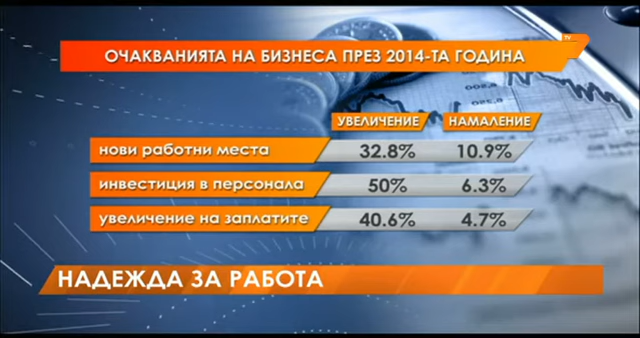 ОЧАКВАНИЯТА НА БИЗНЕСА ПРЕЗ 2014-ТА ГОДИНА
TV
УВЕЛИЧЕНИЕ НАМАЛЕНИЕ
нови работни места 32.8% 10.9%
инвестиция в персонала 50% 6.3%
увеличение на заплатите 40.6% 4.7%
НАДЕЖДА ЗА РАБОТА